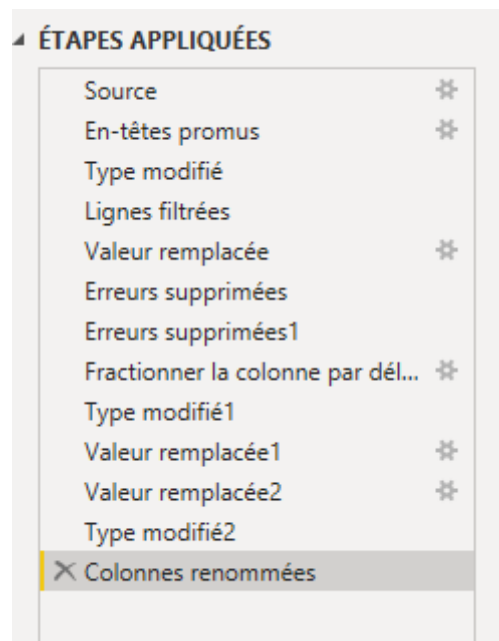 ÉTAPES APPLIQUÉES
Source
En-têtes promus
Type modifié
Lignes filtrées
Valeur remplacée
Erreurs supprimées
Erreurs supprimées1
Fractionner la colonne par dél...
Type modifié1
Valeur remplacée1
Valeur remplacée2
Type modifié2
Colonnes renommées